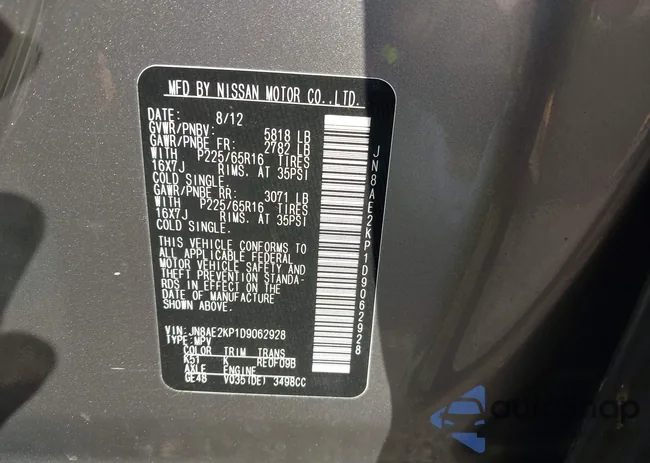 MFD BY NISSAN MOTOR CO.,LTD.
DATE: 8/12
GVWR/PNBV: 5818 LB
GAWR/PNBE FR: 2782 LB
WITH P225/65R16 TIRES
16X7J RIMS. AT 35PSI
COLD SINGLE.
GAWR/PNBE RR: 3071 LB
WITH P225/65R16 TIRES
16X7J RIMS. AT 35PSI
COLD SINGLE.
THIS VEHICLE CONFORMS TO
ALL APPLICABLE FEDERAL
MOTOR VEHICLE SAFETY AND
THEFT PREVENTION STANDA-
RDS IN EFFECT ON THE
DATE OF MANUFACTURE
SHOWN ABOVE.
VIN: JN8AE2KP1D9062928
TYPE: MPV
COLOR TRIM TRANS
K51 K RE0F09B
AXLE ENGINE
GE48 VQ35(DE) 3498CC
JN8AE2KP1D9062928